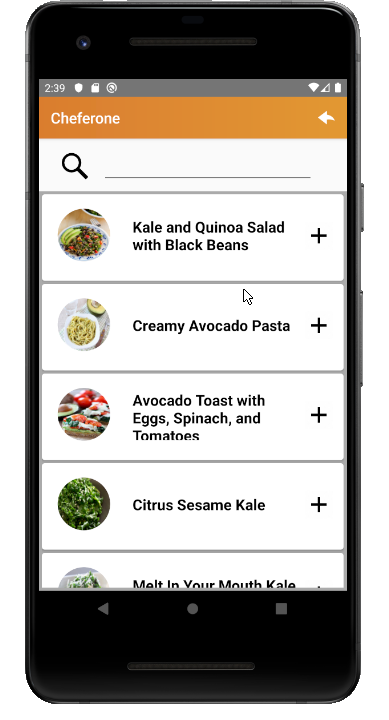 2:39
Cheferone
Kale and Quinoa Salad
with Black Beans
Creamy Avocado Pasta
Avocado Toast with
Eggs, Spinach, and
Tomatoes
Citrus Sesame Kale
Melt In Your Mouth Kale